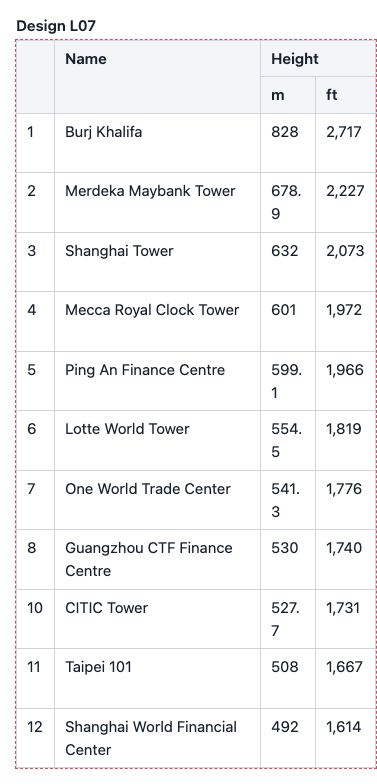 Design L07
Name Height
m ft
1 Burj Khalifa 828 2,717
2 Merdeka Maybank Tower 678. 2,227
9
3 Shanghai Tower 632 2,073
4 Mecca Royal Clock Tower 601 1,972
5 Ping An Finance Centre 599. 1,966
1
6 Lotte World Tower 554. 1,819
5
7 One World Trade Center 541. 1,776
3
8 Guangzhou CTF Finance 530 1,740
Centre
10 CITIC Tower 527. 1,731
7
11 Taipei 101 508 1,667
12 Shanghai World Financial 492 1,614
Center